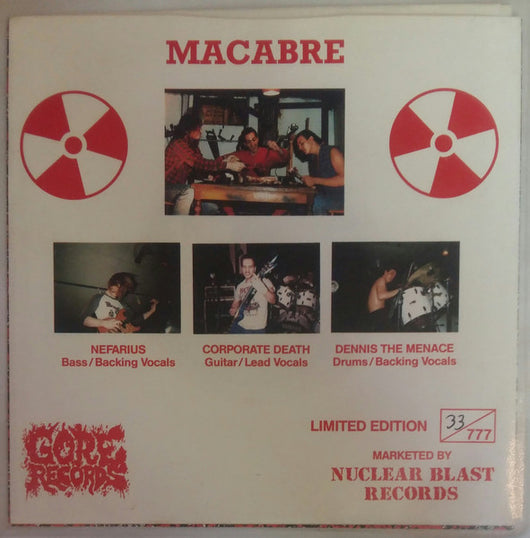 MACABRE
NEFARIUS
Bass/Backing Vocals
CORPORATE DEATH
Guitar/Lead Vocals
DENNIS THE MENACE
Drums/Backing Vocals
GORE
RECORDS
LIMITED EDITION 33/777
MARKETED BY
NUCLEAR BLAST
RECORDS